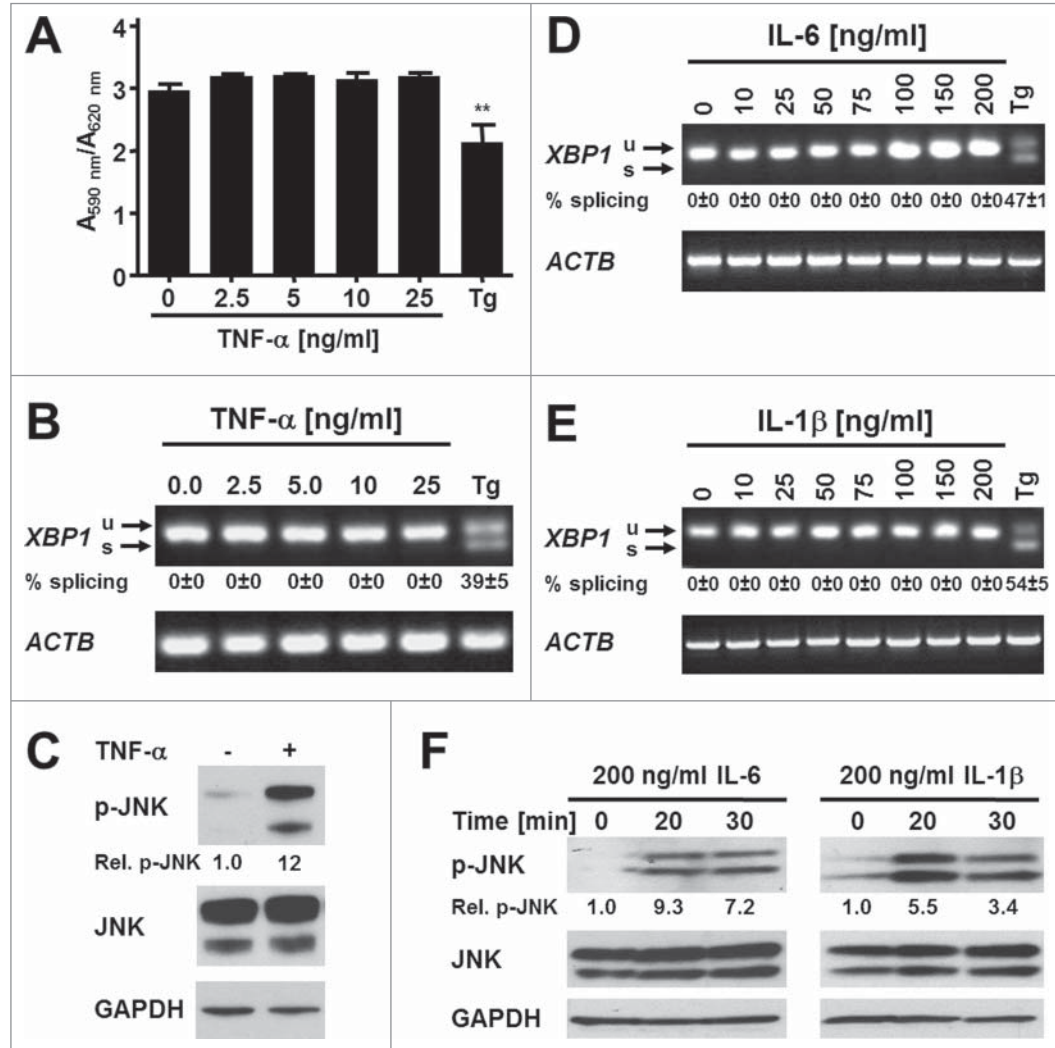 A
4
3
2
1
0
A590 nm/A620 nm
**
0 2.5 5 10 25 Tg
TNF-α [ng/ml]
B
TNF-α [ng/ml]
0.0 2.5 5.0 10 25 Tg
XBP1 u
s
% splicing 0±0 0±0 0±0 0±0 0±0 39±5
ACTB
C
TNF-α - +
p-JNK
Rel. p-JNK 1.0 12
JNK
GAPDH
D
IL-6 [ng/ml]
0 10 25 50 75 100 150 200 Tg
XBP1 u
s
% splicing 0±0 0±0 0±0 0±0 0±0 0±0 0±0 0±0 47±1
ACTB
E
IL-1β [ng/ml]
0 10 25 50 75 100 150 200 Tg
XBP1 u
s
% splicing 0±0 0±0 0±0 0±0 0±0 0±0 0±0 0±0 54±5
ACTB
F
200 ng/ml IL-6 200 ng/ml IL-1β
Time [min] 0 20 30 0 20 30
p-JNK
Rel. p-JNK 1.0 9.3 7.2 1.0 5.5 3.4
JNK
GAPDH